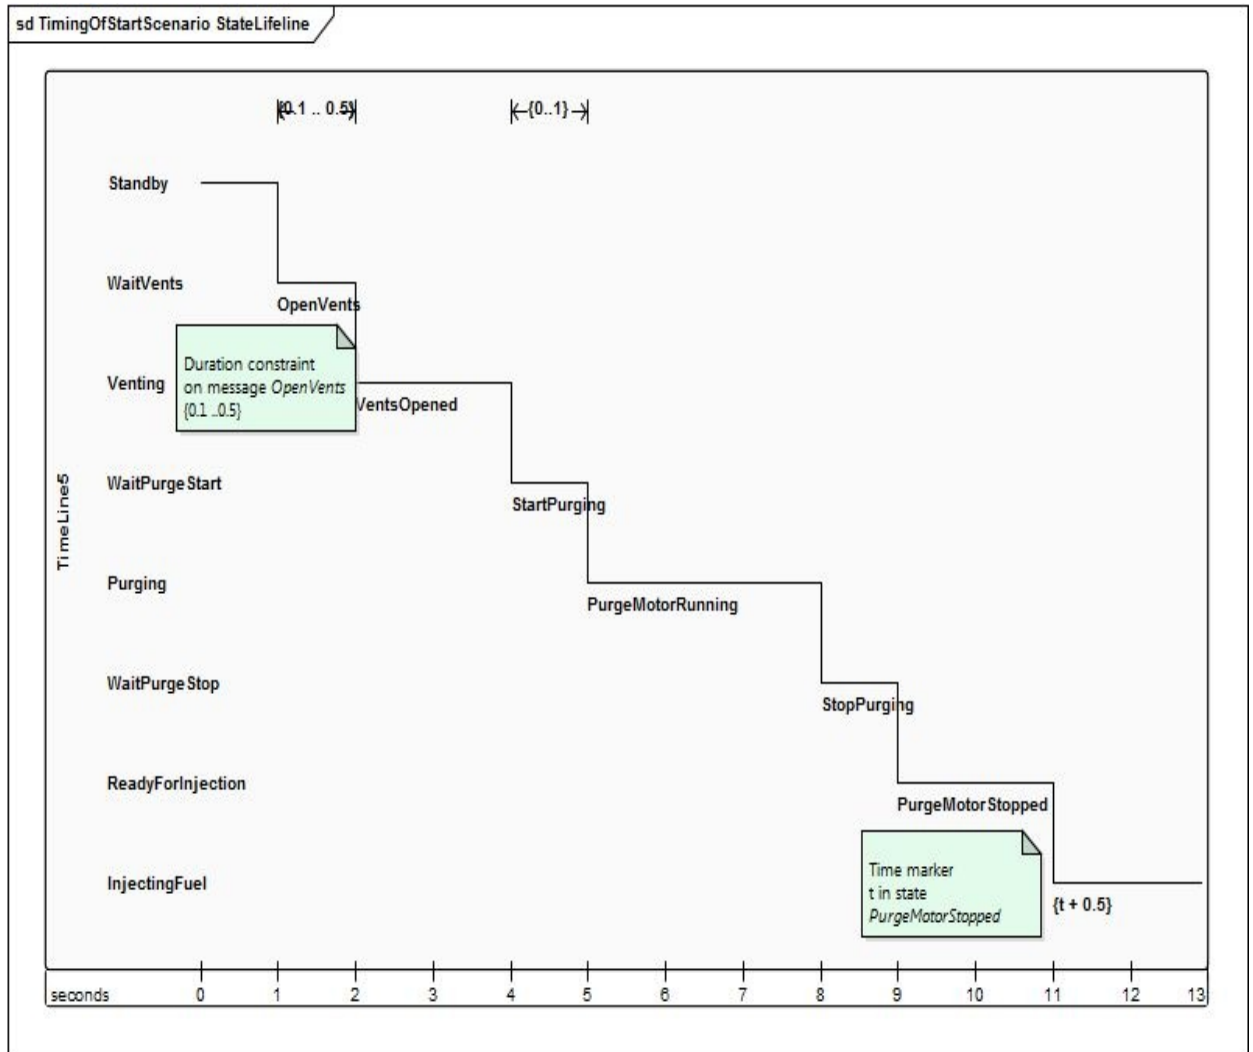 sd TimingOfStartScenario StateLifeline
{0.1 .. 0.5}
{0..1}
Standby
WaitVents
OpenVents
Duration constraint
on message OpenVents
{0.1 ..0.5}
Venting
VentsOpened
TimeLine5
WaitPurgeStart
StartPurging
Purging
PurgeMotorRunning
WaitPurgeStop
StopPurging
ReadyForInjection
PurgeMotorStopped
Time marker
t in state
PurgeMotorStopped
InjectingFuel
{t + 0.5}
seconds 0 1 2 3 4 5 6 7 8 9 10 11 12 13